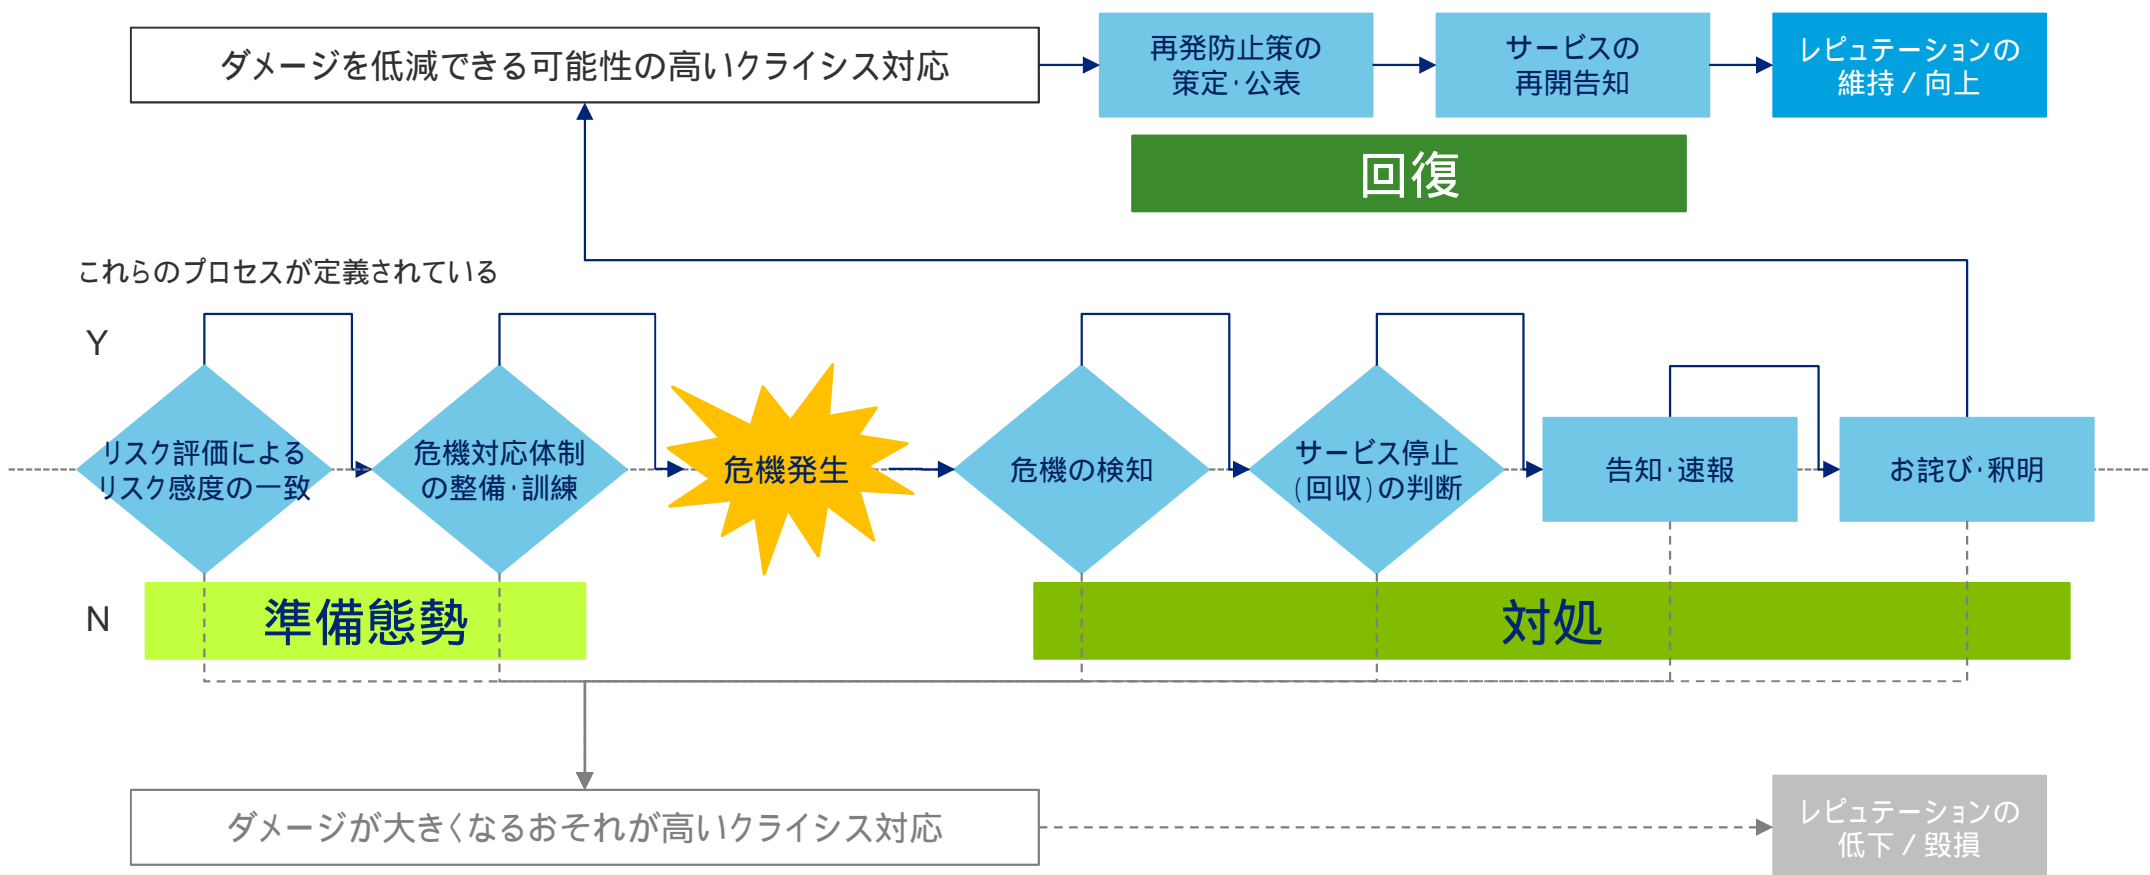 ダメージを低減できる可能性の高いクライシス対応
再発防止策の
策定･公表
サービスの
再開告知
レピュテーションの
維持 / 向上
回復
これらのプロセスが定義されている
Y
リスク評価による
リスク感度の一致
危機対応体制
の整備･訓練
危機発生
危機の検知
サービス停止
(回収)の判断
告知･速報
お詫び･釈明
N
準備態勢
対処
ダメージが大きくなるおそれが高いクライシス対応
レピュテーションの
低下 / 毀損